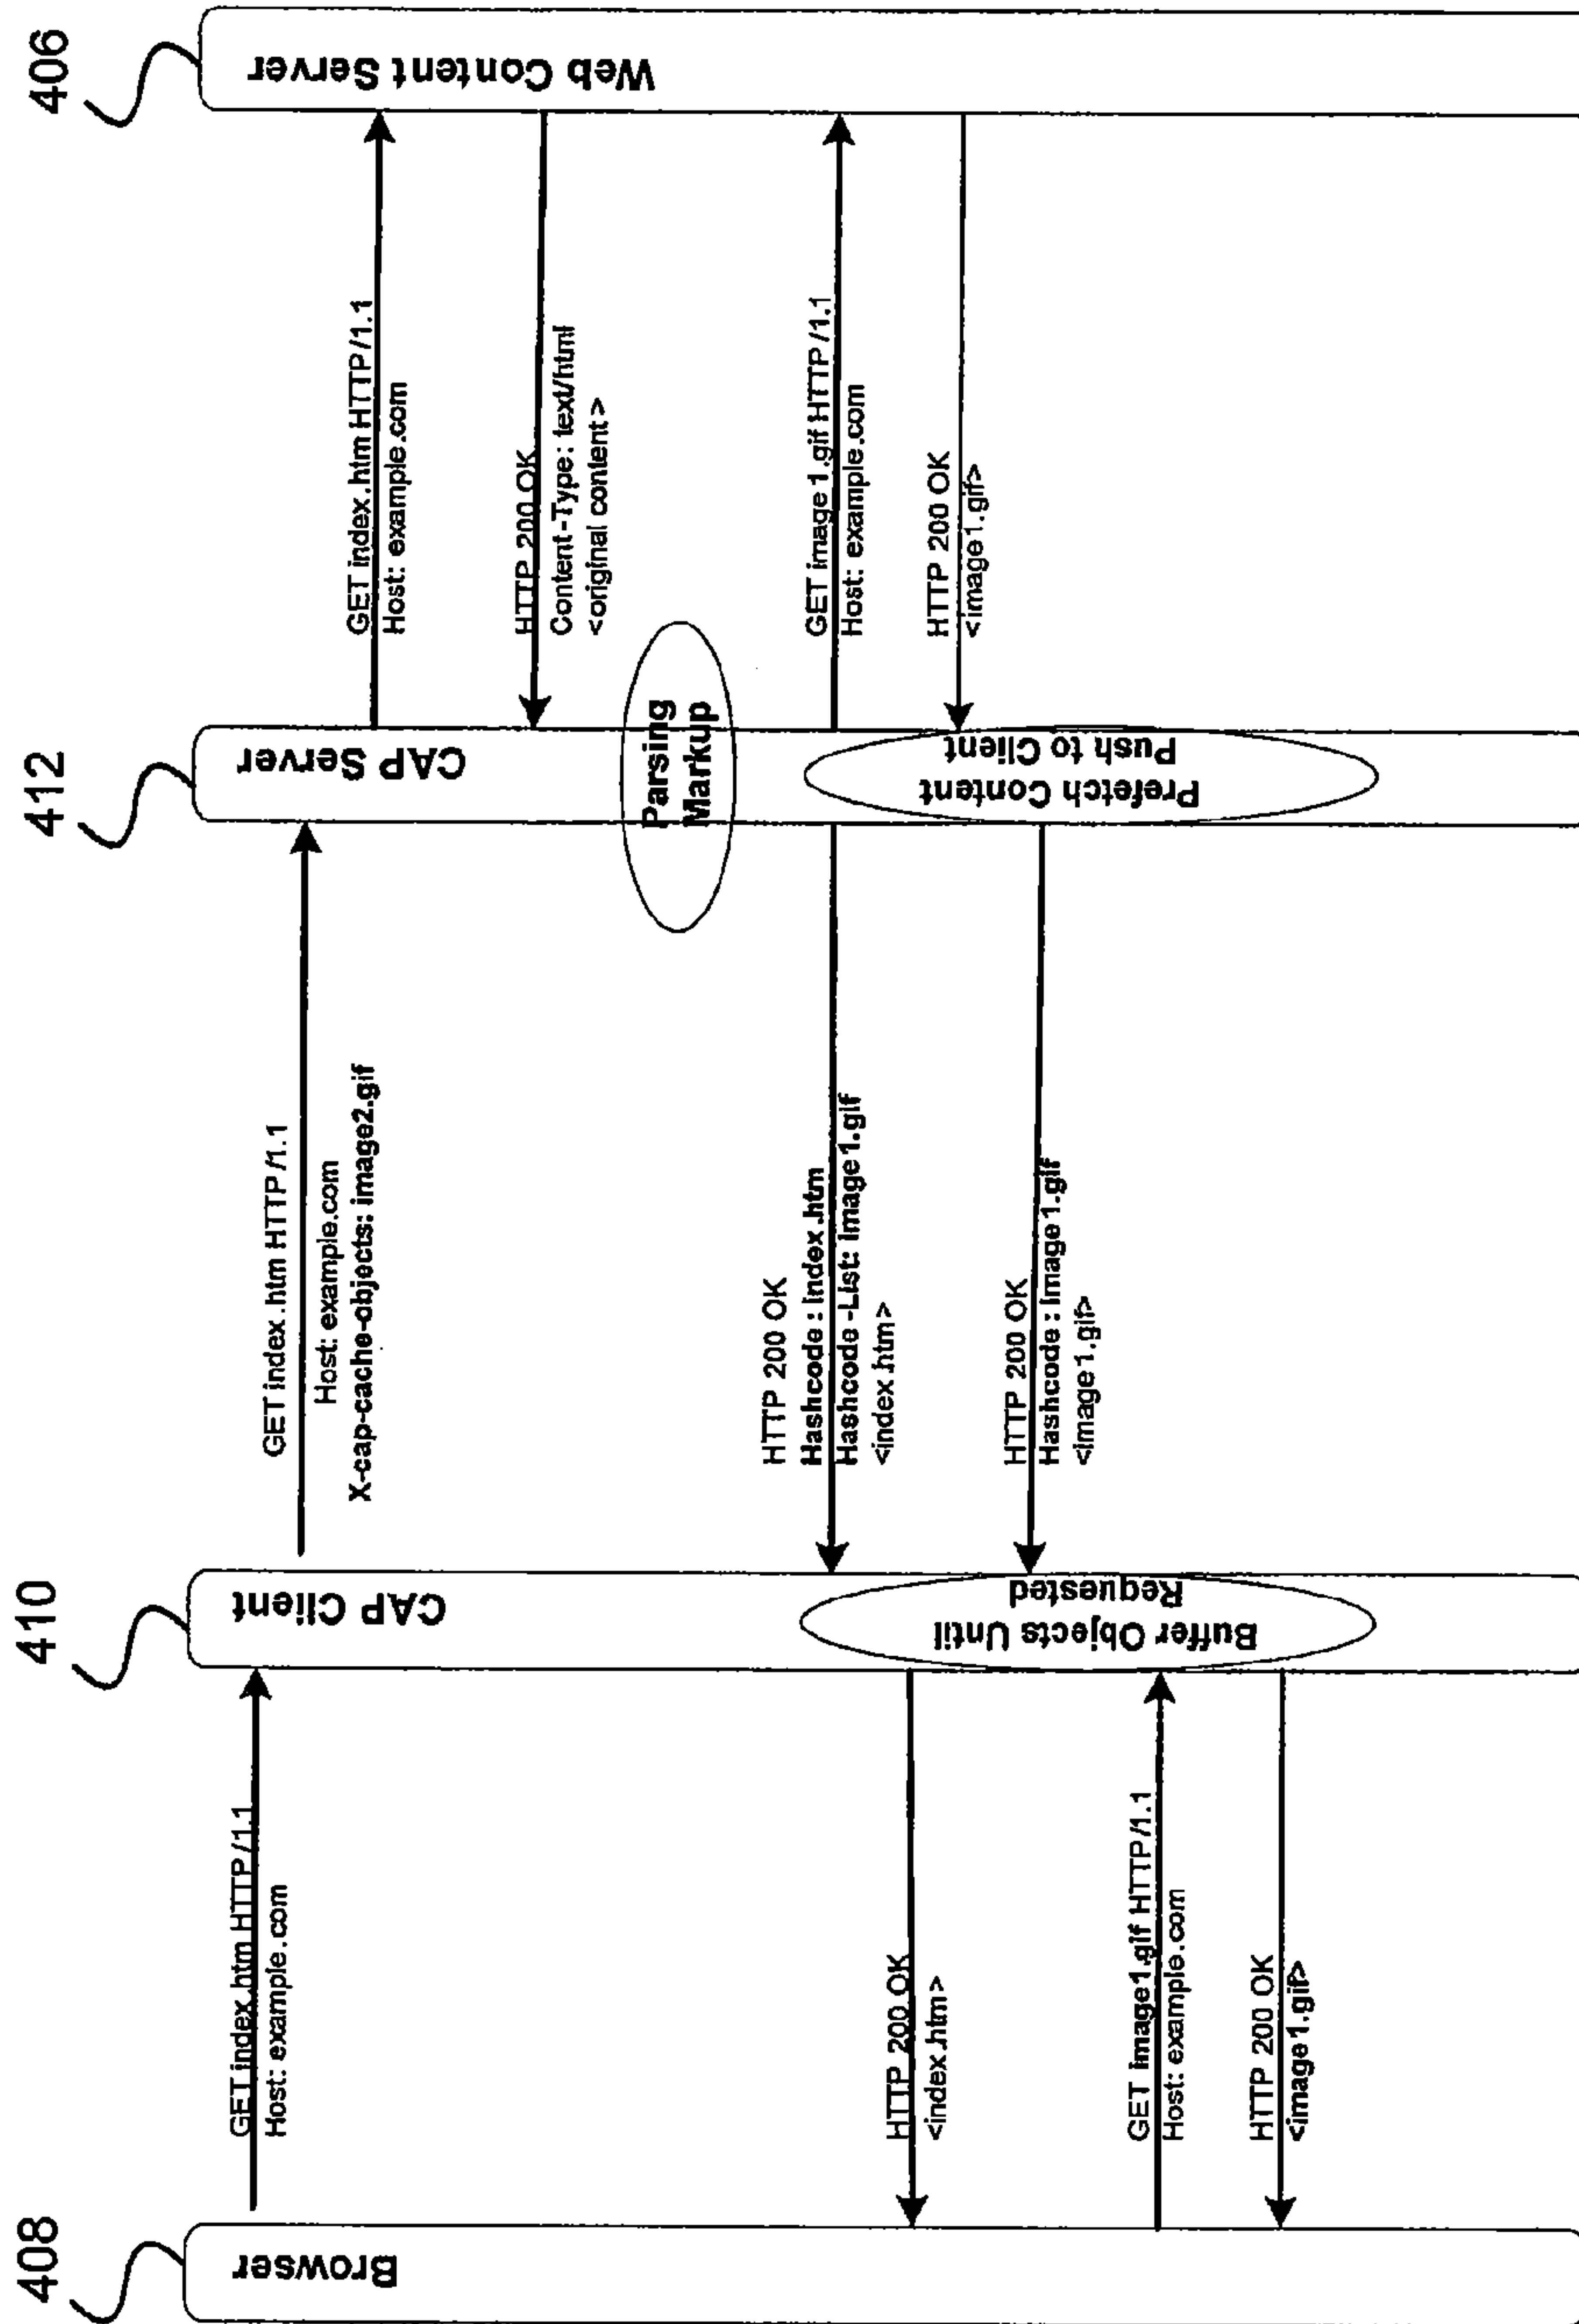 408
410
412
406
Browser
CAP Client
CAP Server
Web Content Server
GET index.htm HTTP/1.1
Host: example.com
GET index.htm HTTP/1.1
Host: example.com
X-cap-cache-objects: image2.gif
GET index.htm HTTP/1.1
Host: example.com
HTTP 200 OK
Content-Type: text/html
<original content>
Parsing
Markup
HTTP 200 OK
Hashcode: index.htm
Hashcode-List: image1.gif
<index.htm>
GET image1.gif HTTP/1.1
Host: example.com
HTTP 200 OK
<index.htm>
HTTP 200 OK
<image1.gif>
Prefetch Content
Push to Client
HTTP 200 OK
Hashcode: image1.gif
<image1.gif>
Buffer Objects Until
Requested
GET image1.gif HTTP/1.1
Host: example.com
HTTP 200 OK
<image1.gif>